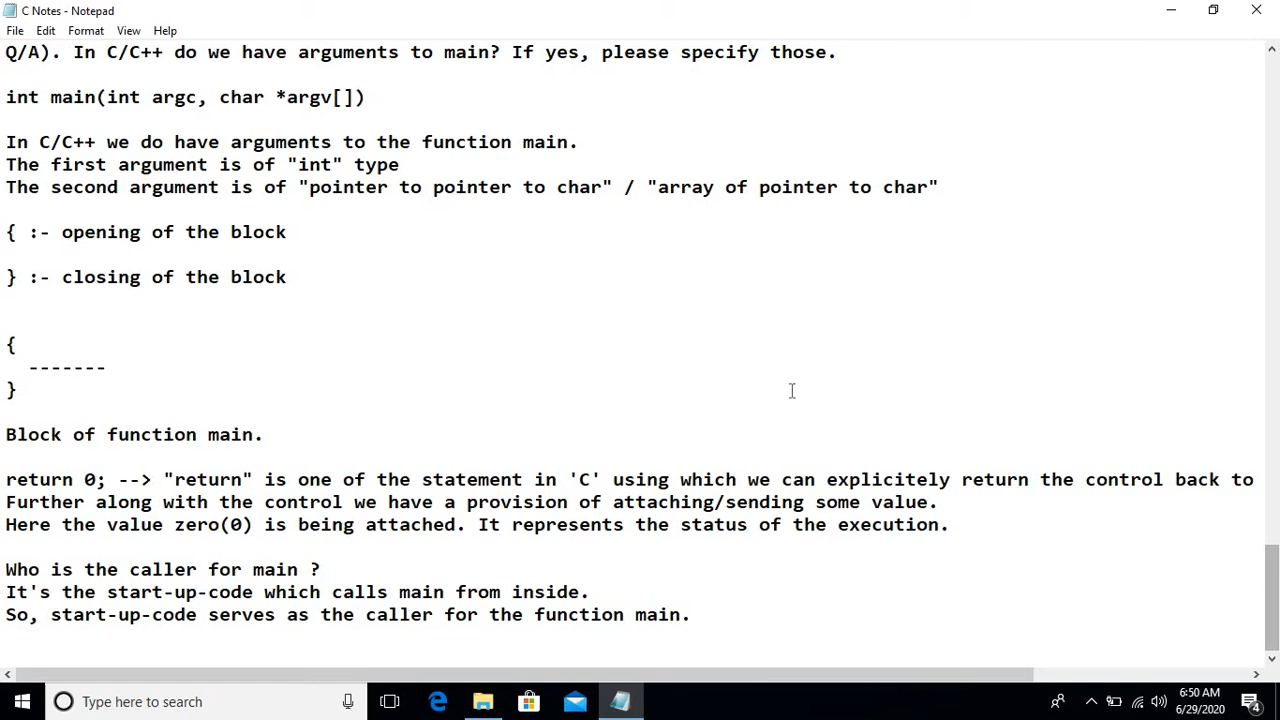 C Notes - Notepad
File Edit Format View Help
Q/A). In C/C++ do we have arguments to main? If yes, please specify those.
int main(int argc, char *argv[])
In C/C++ we do have arguments to the function main.
The first argument is of "int" type
The second argument is of "pointer to pointer to char" / "array of pointer to char"
{ :- opening of the block
} :- closing of the block
{
-------
}
Block of function main.
return 0; --> "return" is one of the statement in 'C' using which we can explicitely return the control back to
Further along with the control we have a provision of attaching/sending some value.
Here the value zero(0) is being attached. It represents the status of the execution.
Who is the caller for main ?
It's the start-up-code which calls main from inside.
So, start-up-code serves as the caller for the function main.
Type here to search
6:50 AM
6/29/2020
4